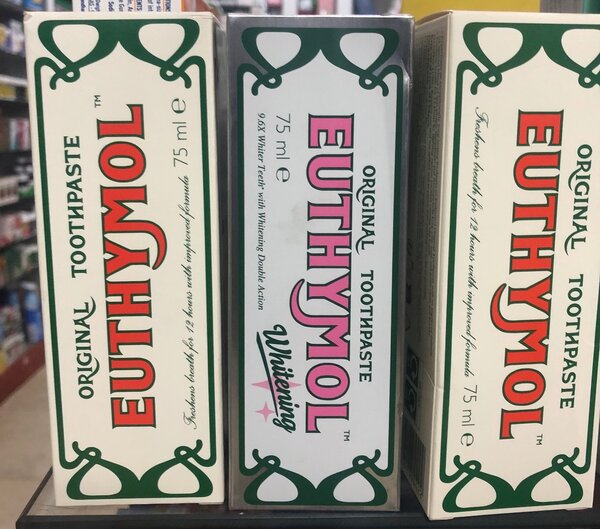 ORIGINAL TOOTHPASTE
EUTHYMOL™
Freshens breath for 12 hours with improved formula 75 ml e
ORIGINAL TOOTHPASTE
EUTHYMOL™
Whitening
75 ml e
9.6X Whiter Teeth* with Whitening Double Action
ORIGINAL TOOTHPASTE
EUTHYMOL™
Freshens breath for 12 hours with improved formula 75 ml e